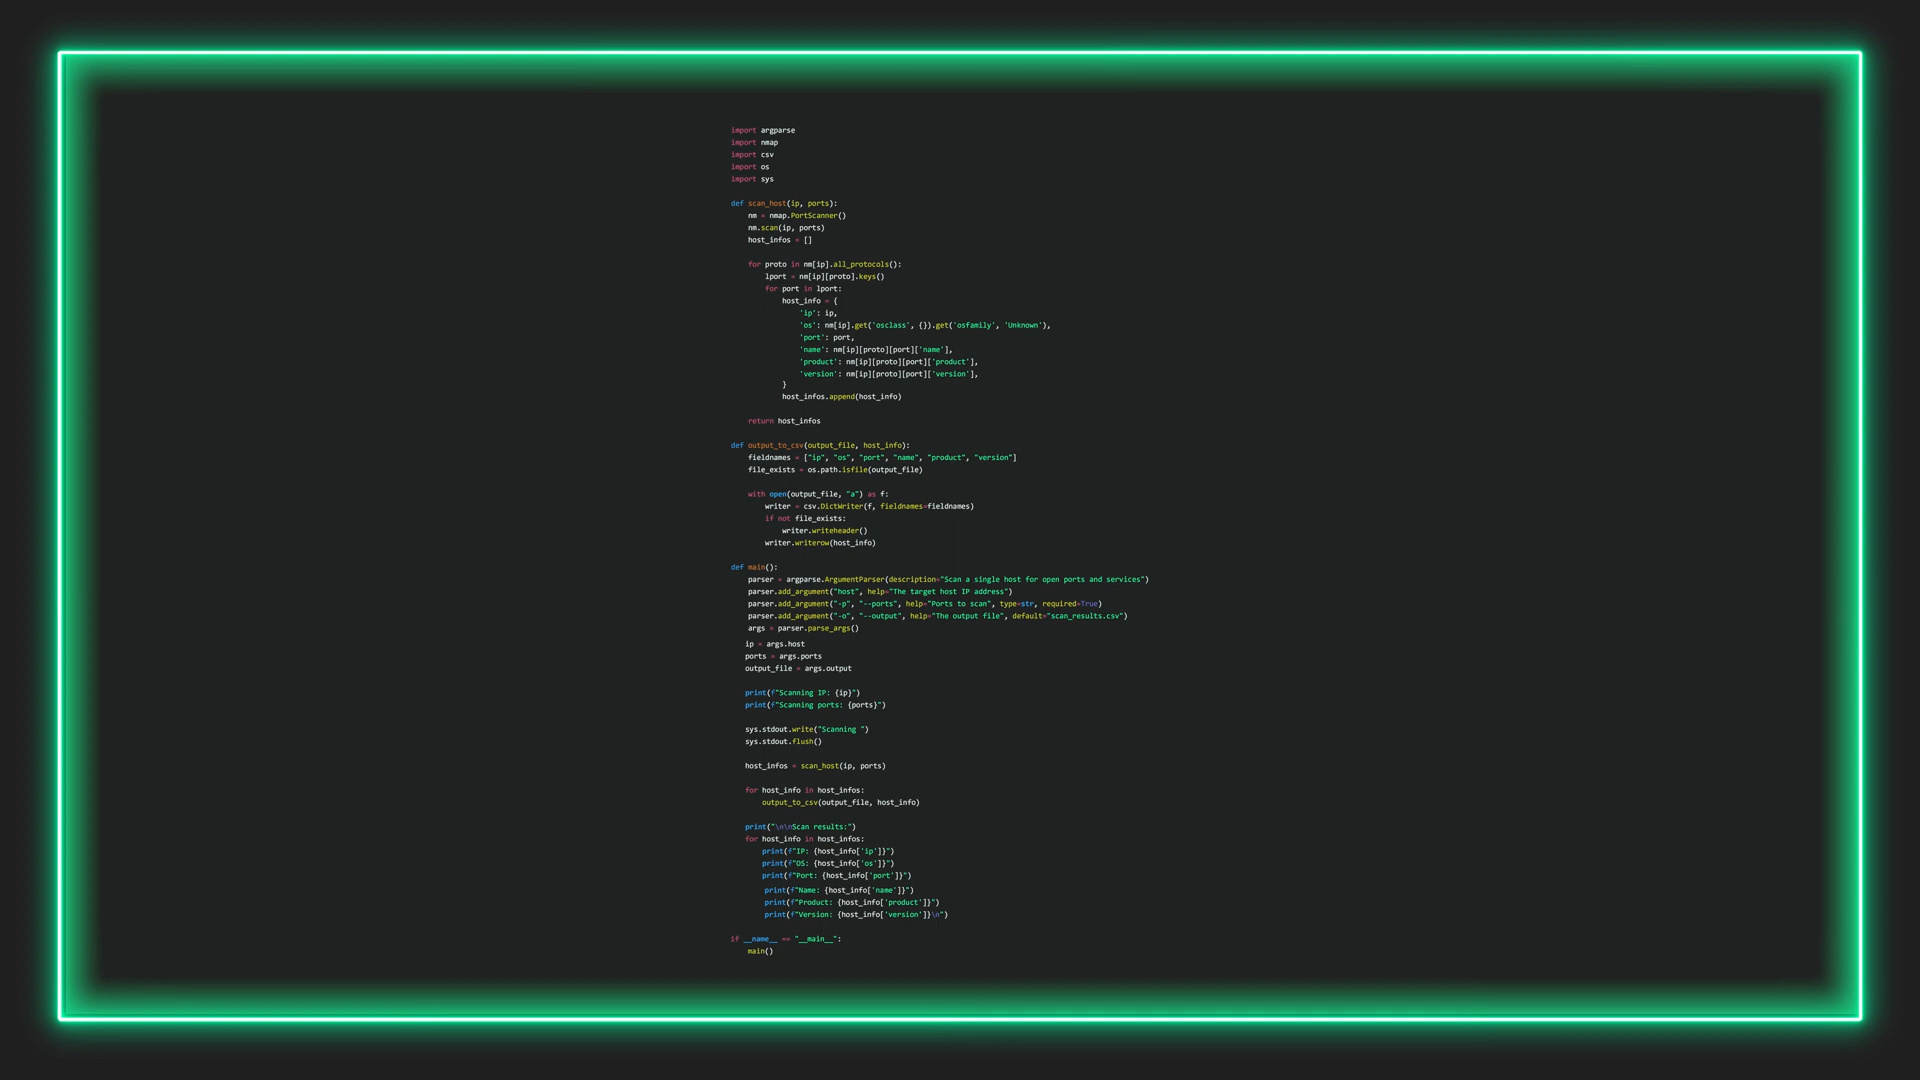 import argparse
import nmap
import csv
import os
import sys

def scan_host(ip, ports):
    nm = nmap.PortScanner()
    nm.scan(ip, ports)
    host_infos = []

    for proto in nm[ip].all_protocols():
        lport = nm[ip][proto].keys()
        for port in lport:
            host_info = {
                'ip': ip,
                'os': nm[ip].get('osclass', {}).get('osfamily', 'Unknown'),
                'port': port,
                'name': nm[ip][proto][port]['name'],
                'product': nm[ip][proto][port]['product'],
                'version': nm[ip][proto][port]['version'],
            }
            host_infos.append(host_info)

    return host_infos

def output_to_csv(output_file, host_info):
    fieldnames = ["ip", "os", "port", "name", "product", "version"]
    file_exists = os.path.isfile(output_file)

    with open(output_file, "a") as f:
        writer = csv.DictWriter(f, fieldnames=fieldnames)
        if not file_exists:
            writer.writeheader()
        writer.writerow(host_info)

def main():
    parser = argparse.ArgumentParser(description="Scan a single host for open ports and services")
    parser.add_argument("host", help="The target host IP address")
    parser.add_argument("-p", "--ports", help="Ports to scan", type=str, required=True)
    parser.add_argument("-o", "--output", help="The output file", default="scan_results.csv")
    args = parser.parse_args()
    ip = args.host
    ports = args.ports
    output_file = args.output

    print(f"Scanning IP: {ip}")
    print(f"Scanning ports: {ports}")

    sys.stdout.write("Scanning ")
    sys.stdout.flush()

    host_infos = scan_host(ip, ports)

    for host_info in host_infos:
        output_to_csv(output_file, host_info)

    print("\n\nScan results:")
    for host_info in host_infos:
        print(f"IP: {host_info['ip']}")
        print(f"OS: {host_info['os']}")
        print(f"Port: {host_info['port']}")
        print(f"Name: {host_info['name']}")
        print(f"Product: {host_info['product']}")
        print(f"Version: {host_info['version']}\n")

if __name__ == "__main__":
    main()